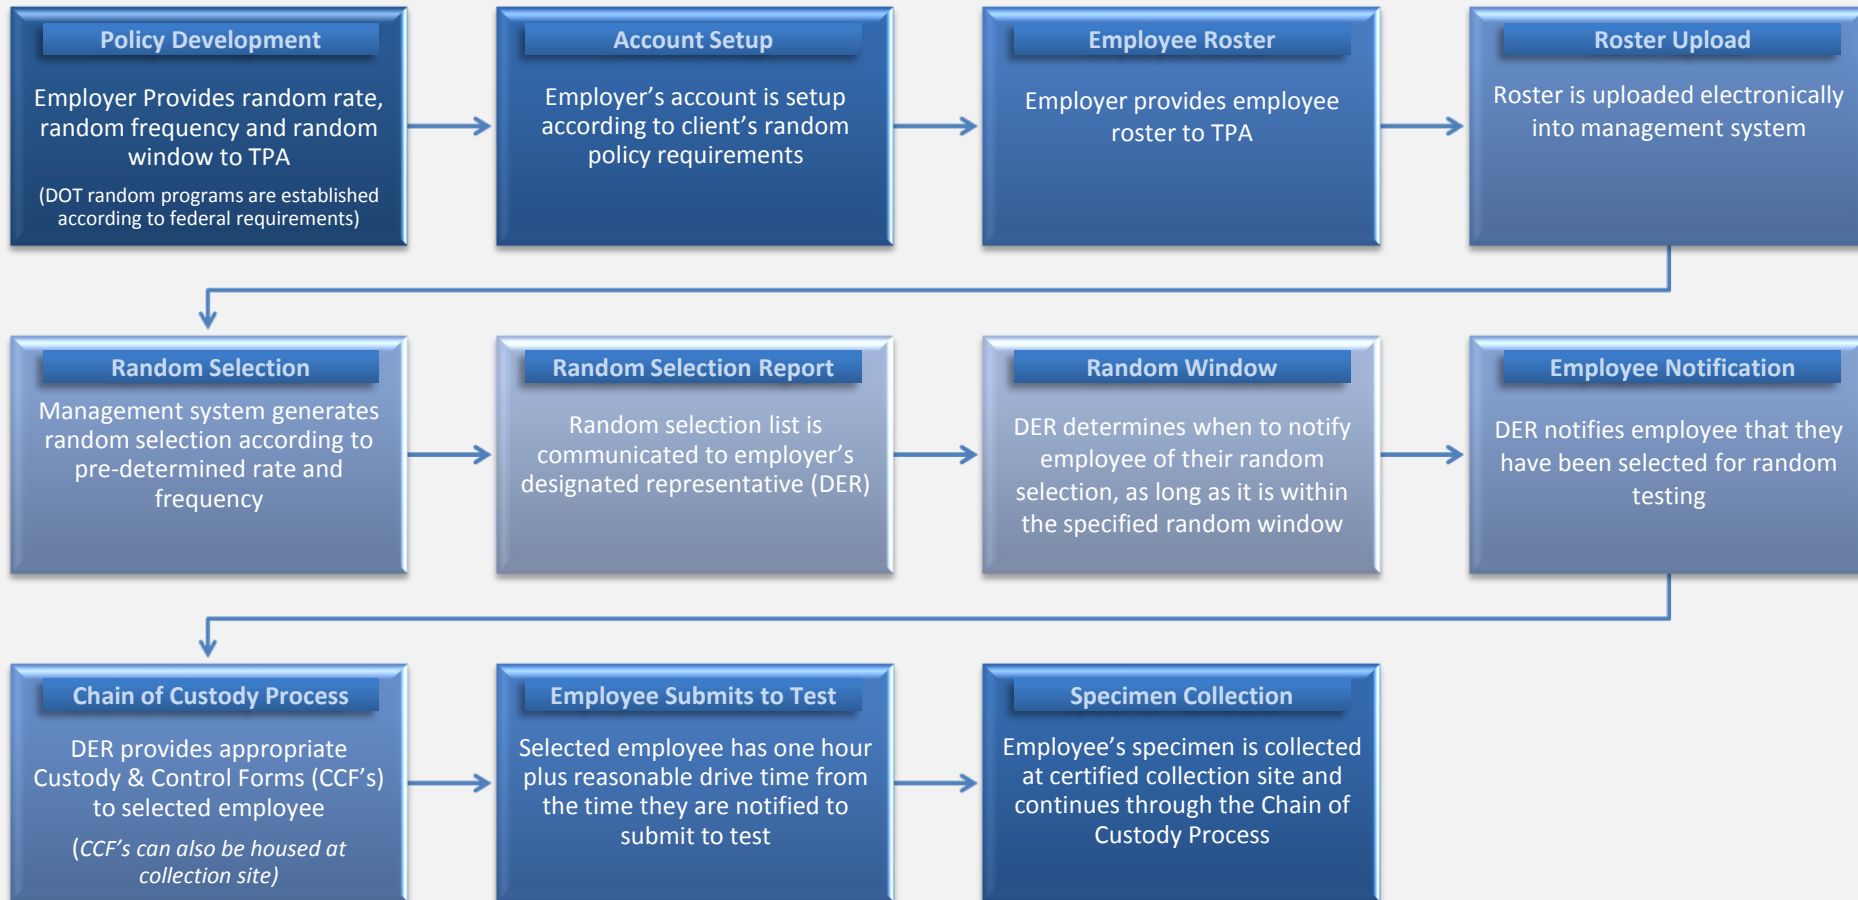 Policy Development
Employer Provides random rate,
random frequency and random
window to TPA
(DOT random programs are established
according to federal requirements)
Account Setup
Employer’s account is setup
according to client’s random
policy requirements
Employee Roster
Employer provides employee
roster to TPA
Roster Upload
Roster is uploaded electronically
into management system
Random Selection
Management system generates
random selection according to
pre-determined rate and
frequency
Random Selection Report
Random selection list is
communicated to employer’s
designated representative (DER)
Random Window
DER determines when to notify
employee of their random
selection, as long as it is within
the specified random window
Employee Notification
DER notifies employee that they
have been selected for random
testing
Chain of Custody Process
DER provides appropriate
Custody & Control Forms (CCF’s)
to selected employee
(CCF’s can also be housed at
collection site)
Employee Submits to Test
Selected employee has one hour
plus reasonable drive time from
the time they are notified to
submit to test
Specimen Collection
Employee’s specimen is collected
at certified collection site and
continues through the Chain of
Custody Process